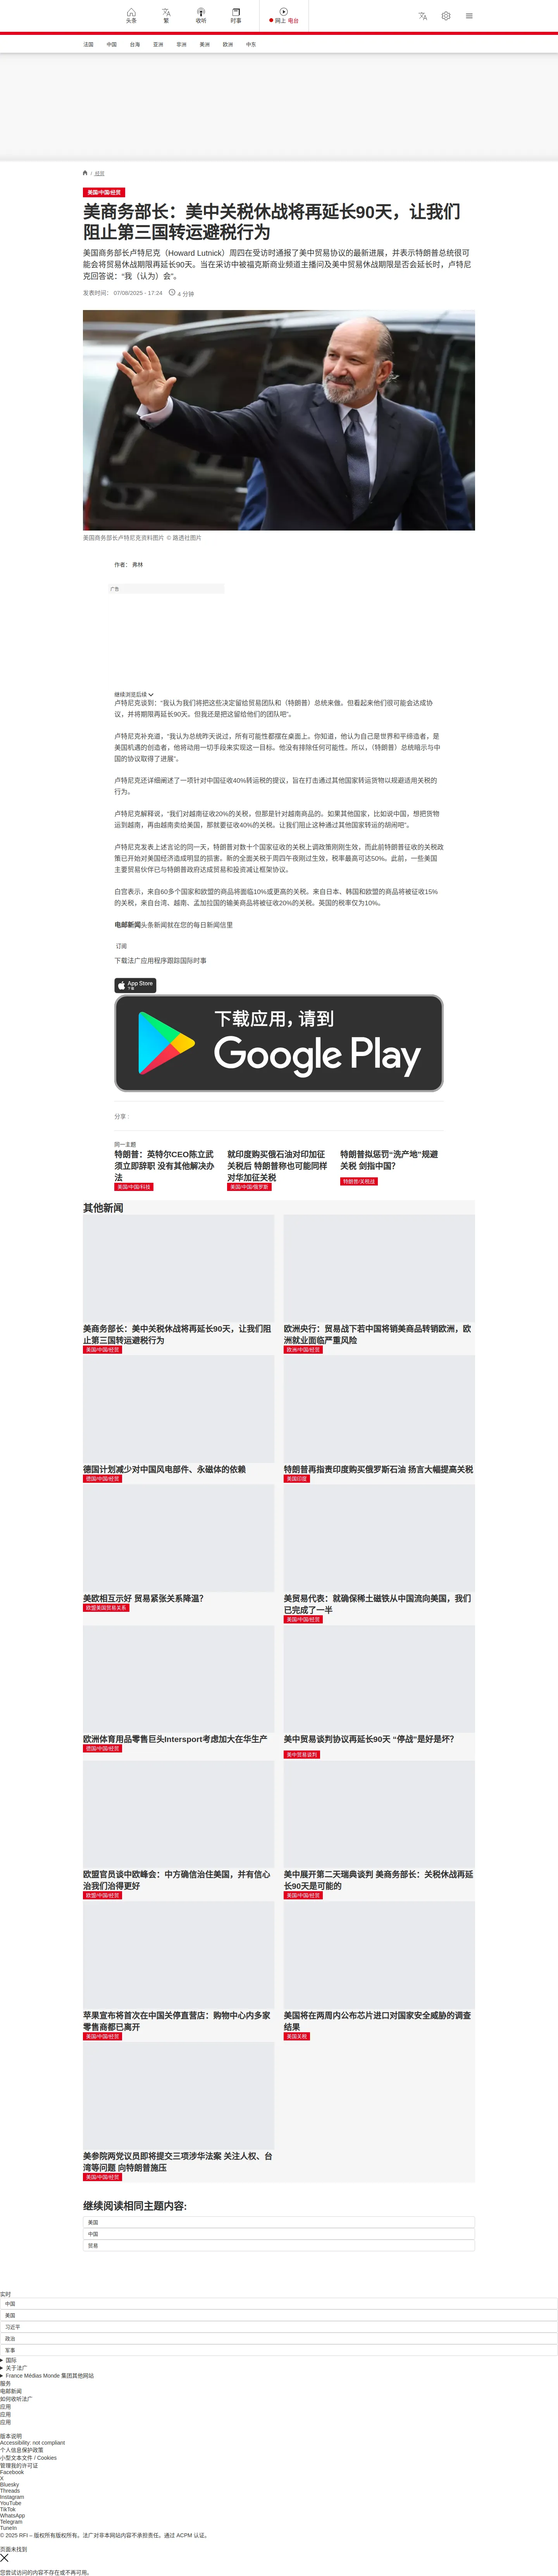 头条
繁
收听
时事
网上 电台
法国
中国
台海
亚洲
非洲
美洲
欧洲
中东
/ 经贸
美国/中国/经贸
美商务部长：美中关税休战将再延长90天，让我们
阻止第三国转运避税行为
美国商务部长卢特尼克（Howard Lutnick）周四在受访时通报了美中贸易协议的最新进展，并表示特朗普总统很可
能会将贸易休战期限再延长90天。当在采访中被福克斯商业频道主播问及美中贸易休战期限是否会延长时，卢特尼
克回答说：“我（认为）会”。
发表时间： 07/08/2025 - 17:24
4 分钟
美国商务部长卢特尼克资料图片 © 路透社图片
作者： 弗林
广告
继续浏览后续
卢特尼克谈到：“我认为我们将把这些决定留给贸易团队和（特朗普）总统来做。但看起来他们很可能会达成协
议，并将期限再延长90天。但我还是把这留给他们的团队吧”。
卢特尼克补充道，“我认为总统昨天说过，所有可能性都摆在桌面上。你知道，他认为自己是世界和平缔造者，是
美国机遇的创造者，他将动用一切手段来实现这一目标。他没有排除任何可能性。所以，（特朗普）总统暗示与中
国的协议取得了进展”。
卢特尼克还详细阐述了一项针对中国征收40%转运税的提议，旨在打击通过其他国家转运货物以规避适用关税的
行为。
卢特尼克解释说，“我们对越南征收20%的关税，但那是针对越南商品的。如果其他国家，比如说中国，想把货物
运到越南，再由越南卖给美国，那就要征收40%的关税。让我们阻止这种通过其他国家转运的胡闹吧”。
卢特尼克发表上述言论的同一天，特朗普对数十个国家征收的关税上调政策刚刚生效，而此前特朗普征收的关税政
策已开始对美国经济造成明显的损害。新的全面关税于周四午夜刚过生效，税率最高可达50%。此前，一些美国
主要贸易伙伴已与特朗普政府达成贸易和投资减让框架协议。
白宫表示，来自60多个国家和欧盟的商品将面临10%或更高的关税。来自日本、韩国和欧盟的商品将被征收15%
的关税，来自台湾、越南、孟加拉国的输美商品将被征收20%的关税。英国的税率仅为10%。
电邮新闻头条新闻就在您的每日新闻信里
订阅
下载法广应用程序跟踪国际时事
App Store
下载
下载应用，请到
Google Play
分享 :
同一主题
特朗普：英特尔CEO陈立武
须立即辞职 没有其他解决办
法
美国/中国/科技
就印度购买俄石油对印加征
关税后 特朗普称也可能同样
对华加征关税
美国/中国/俄罗斯
特朗普拟惩罚“洗产地”规避
关税 剑指中国？
特朗普/关税战
其他新闻
美商务部长：美中关税休战将再延长90天，让我们阻
止第三国转运避税行为
美国/中国/经贸
欧洲央行：贸易战下若中国将销美商品转销欧洲，欧
洲就业面临严重风险
欧洲/中国/经贸
德国计划减少对中国风电部件、永磁体的依赖
德国/中国/经贸
特朗普再指责印度购买俄罗斯石油 扬言大幅提高关税
美国印度
美欧相互示好 贸易紧张关系降温？
欧盟美国贸易关系
美贸易代表：就确保稀土磁铁从中国流向美国，我们
已完成了一半
美国/中国/经贸
欧洲体育用品零售巨头Intersport考虑加大在华生产
德国/中国/经贸
美中贸易谈判协议再延长90天 “停战”是好是坏？
美中贸易谈判
欧盟官员谈中欧峰会：中方确信治住美国，并有信心
治我们治得更好
欧盟/中国/经贸
美中展开第二天瑞典谈判 美商务部长：关税休战再延
长90天是可能的
美国/中国/经贸
苹果宣布将首次在中国关停直营店：购物中心内多家
零售商都已离开
美国/中国/经贸
美国将在两周内公布芯片进口对国家安全威胁的调查
结果
美国关税
美参院两党议员即将提交三项涉华法案 关注人权、台
湾等问题 向特朗普施压
美国/中国/经贸
继续阅读相同主题内容:
美国
中国
贸易
实时
中国
美国
习近平
政治
军事
国际
关于法广
France Médias Monde 集团其他网站
服务
电邮新闻
如何收听法广
应用
应用
应用
版本说明
Accessibility: not compliant
个人信息保护政策
小型文本文件 / Cookies
管理我的许可证
Facebook
X
Bluesky
Threads
Instagram
YouTube
TikTok
WhatsApp
Telegram
TuneIn
© 2025 RFI – 版权所有版权所有。法广对非本网站内容不承担责任。通过 ACPM 认证。
页面未找到
您尝试访问的内容不存在或不再可用。